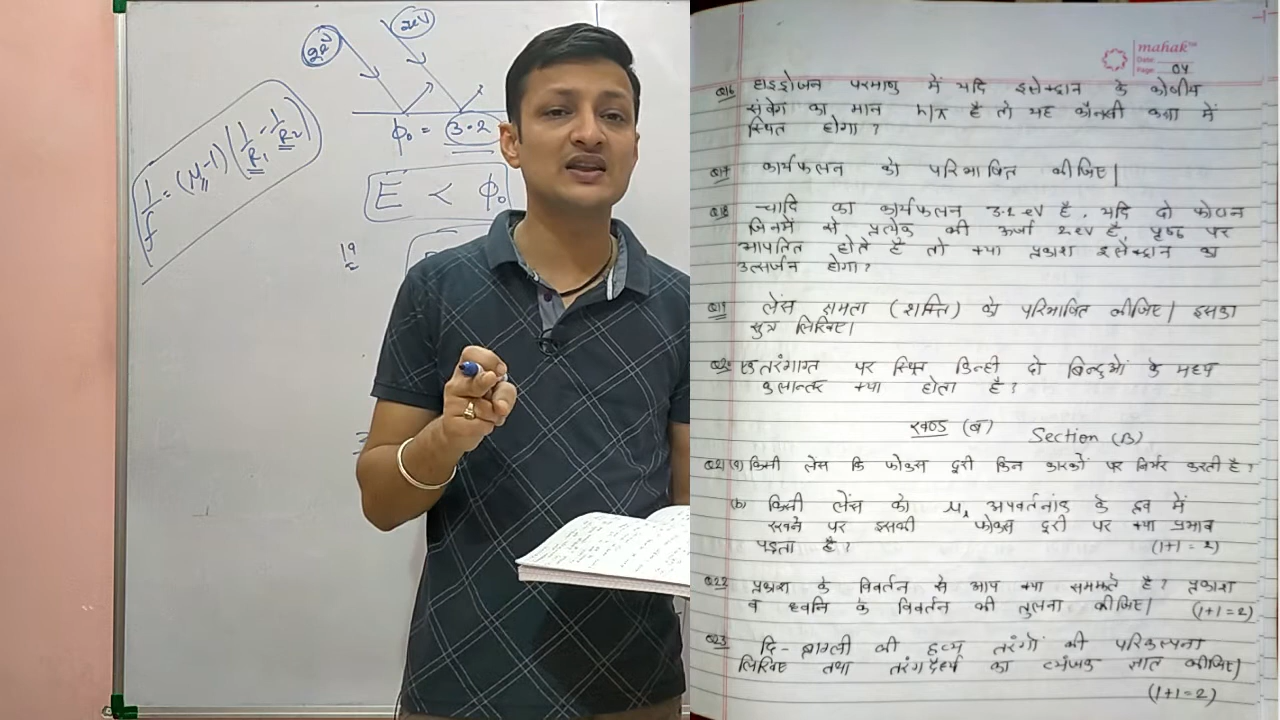 2eV
2eV
ϕ₀ = 3.2
E < ϕ₀
1/f = (μ-1) (1/R₁ - 1/R₂)
19
mahak
Date:
Page: 04
Q16 हाइड्रोजन परमाणु में यदि इलेक्ट्रान के कोणीय
संवेग का मान h/π है तो यह कौनसी कक्षा में
स्थित होगा ?
Q17 कार्यफलन को परिभाषित कीजिए|
Q18 चादि का कार्यफलन 3.2 eV है. यदि दो फोटान
जिनमें से प्रत्येक की ऊर्जा 2eV है, पृष्ठ पर
आपतित होते है तो क्या प्रकाश इलेक्ट्रान का
उत्सर्जन होगा?
Q19 लेंस क्षमता (शक्ति) को परिभाषित कीजिए| इसका
सूत्र लिखिए|
Q20 एक तरंगाग्र पर स्थित किन्ही दो बिन्दुओं के मध्य
कलान्तर क्या होता है?
खण्ड (ब) Section (B)
Q21 (a) किसी लेंस कि फोकस दूरी किन कारकों पर निर्भर करती है?
(b) किसी लेंस को अपवर्तनांक के द्रव में
रखने पर इसकी फोकस दूरी पर क्या प्रभाव
पड़ता है? (1+1=2)
Q22 प्रकाश के विवर्तन से आप क्या समझते है? प्रकाश
व ध्वनि के विवर्तन की तुलना कीजिए| (1+1=2)
Q23 दि-ब्राग्ली की द्रव्य तरंगों की परिकल्पना
लिखिए तथा तरंगदैर्ध्य का व्यंजक ज्ञात कीजिए|
(1+1=2)